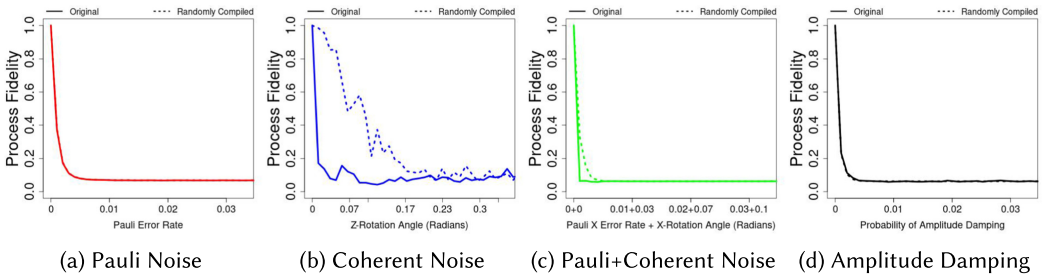 Original Randomly Compiled
Process Fidelity
0.0 0.2 0.4 0.6 0.8 1.0
0 0.01 0.02 0.03
Pauli Error Rate
(a) Pauli Noise
Original Randomly Compiled
Process Fidelity
0.0 0.2 0.4 0.6 0.8 1.0
0 0.07 0.17 0.23 0.3
Z-Rotation Angle (Radians)
(b) Coherent Noise
Original Randomly Compiled
Process Fidelity
0.0 0.2 0.4 0.6 0.8 1.0
0+0 0.01+0.03 0.02+0.07 0.03+0.1
Pauli X Error Rate + X-Rotation Angle (Radians)
(c) Pauli+Coherent Noise
Original Randomly Compiled
Process Fidelity
0.0 0.2 0.4 0.6 0.8 1.0
0 0.01 0.02 0.03
Probability of Amplitude Damping
(d) Amplitude Damping